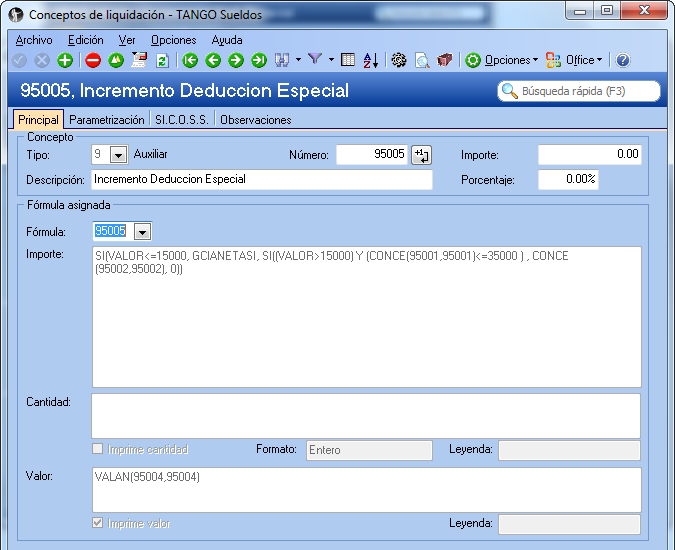 Conceptos de liquidación - TANGO Sueldos
Archivo Edición Ver Opciones Ayuda
Opciones Office
95005, Incremento Deduccion Especial
Búsqueda rápida (F3)
Principal Parametrización SI.C.O.S.S. Observaciones
Concepto
Tipo: 9 Auxiliar Número: 95005 +1 Importe: 0.00
Descripción: Incremento Deduccion Especial Porcentaje: 0.00%
Fórmula asignada
Fórmula: 95005
Importe: SI(VALOR<=15000, GCIANETASI, SI((VALOR>15000) Y (CONCE(95001,95001)<=35000 ) , CONCE
(95002,95002), 0))
Cantidad:
Imprime cantidad Formato: Entero Leyenda:
Valor: VALAN(95004,95004)
Imprime valor Leyenda: